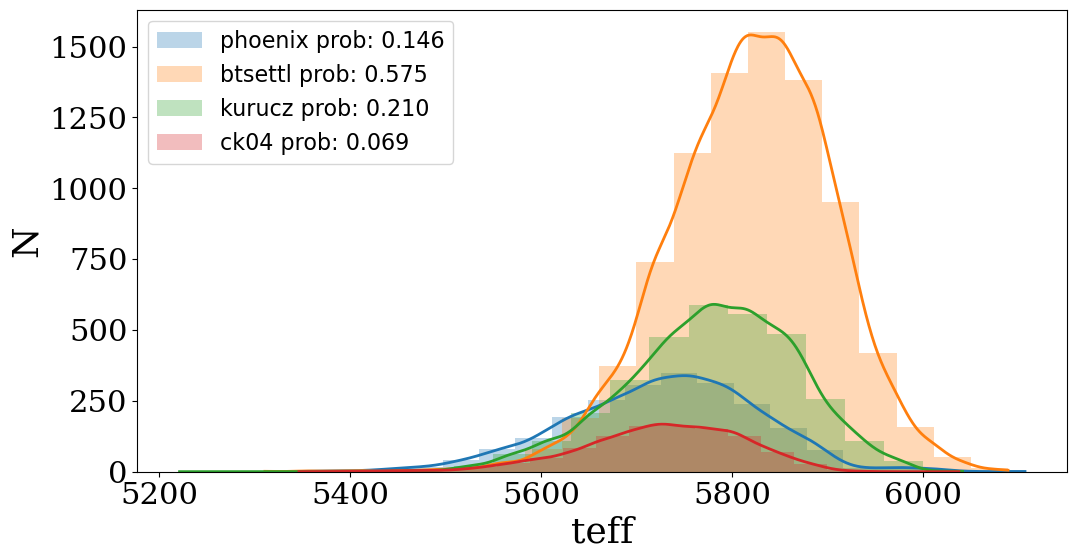 phoenix prob: 0.146
btsettl prob: 0.575
kurucz prob: 0.210
ck04 prob: 0.069
1500
1250
1000
750
500
250
0
N
5200 5400 5600 5800 6000
teff